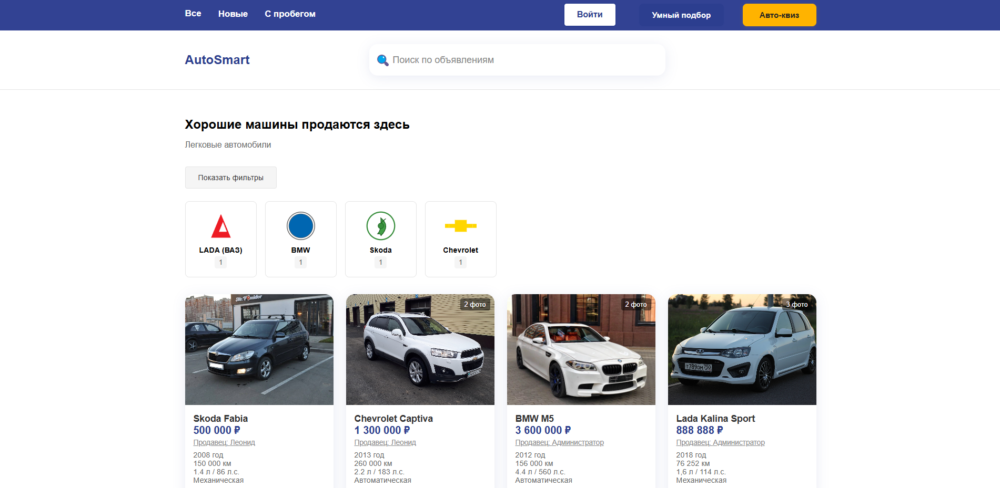 Все Новые С пробегом Войти Умный подбор Авто-квиз
AutoSmart
Поиск по объявлениям
Хорошие машины продаются здесь
Легковые автомобили
Показать фильтры
LADA (ВАЗ)
1
BMW
1
Skoda
1
Chevrolet
1
Mr. Pomidor
2 фото
2 фото
3 фото
Т789ОМ 750
Skoda Fabia
500 000 ₽
Продавец: Леонид
2008 год
150 000 км
1.4 л / 86 л.с.
Механическая
Chevrolet Captiva
1 300 000 ₽
Продавец: Леонид
2013 год
260 000 км
2.2 л / 183 л.с.
Автоматическая
BMW M5
3 600 000 ₽
Продавец: Администратор
2012 год
156 000 км
4.4 л / 560 л.с.
Автоматическая
Lada Kalina Sport
888 888 ₽
Продавец: Администратор
2018 год
76 252 км
1,6 л / 114 л.с.
Механическая